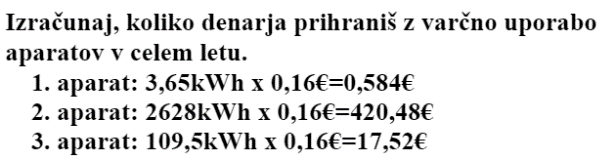 Izračunaj, koliko denarja prihraniš z varčno uporabo
aparatov v celem letu.
1. aparat: 3,65kWh x 0,16€=0,584€
2. aparat: 2628kWh x 0,16€=420,48€
3. aparat: 109,5kWh x 0,16€=17,52€